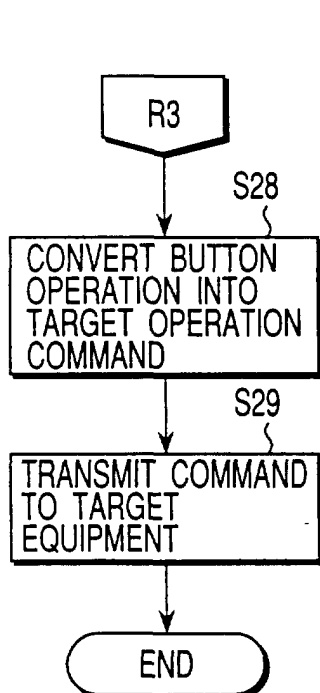 R3
S28
CONVERT BUTTON
OPERATION INTO
TARGET OPERATION
COMMAND
S29
TRANSMIT COMMAND
TO TARGET
EQUIPMENT
END